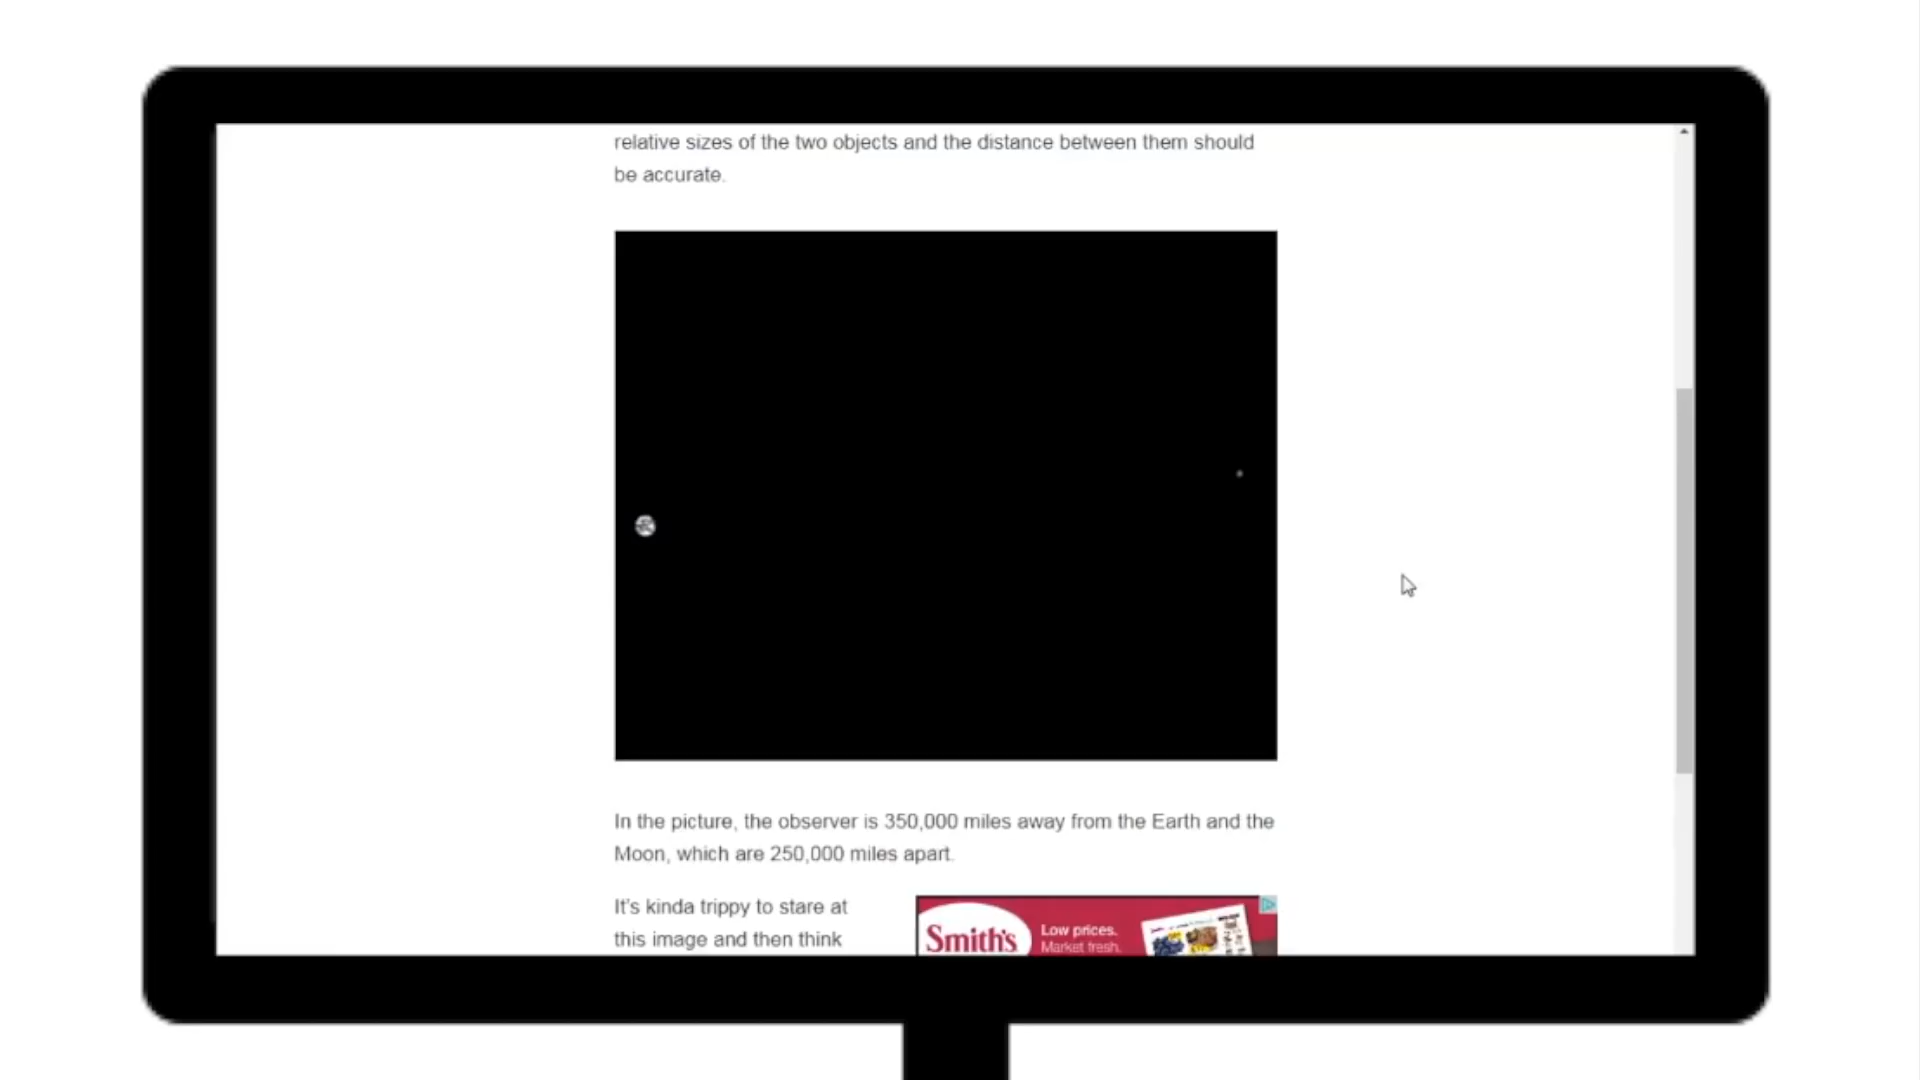 relative sizes of the two objects and the distance between them should
be accurate.
In the picture, the observer is 350,000 miles away from the Earth and the
Moon, which are 250,000 miles apart.
It's kinda trippy to stare at
this image and then think
Smith's
Low prices.
Market fresh.